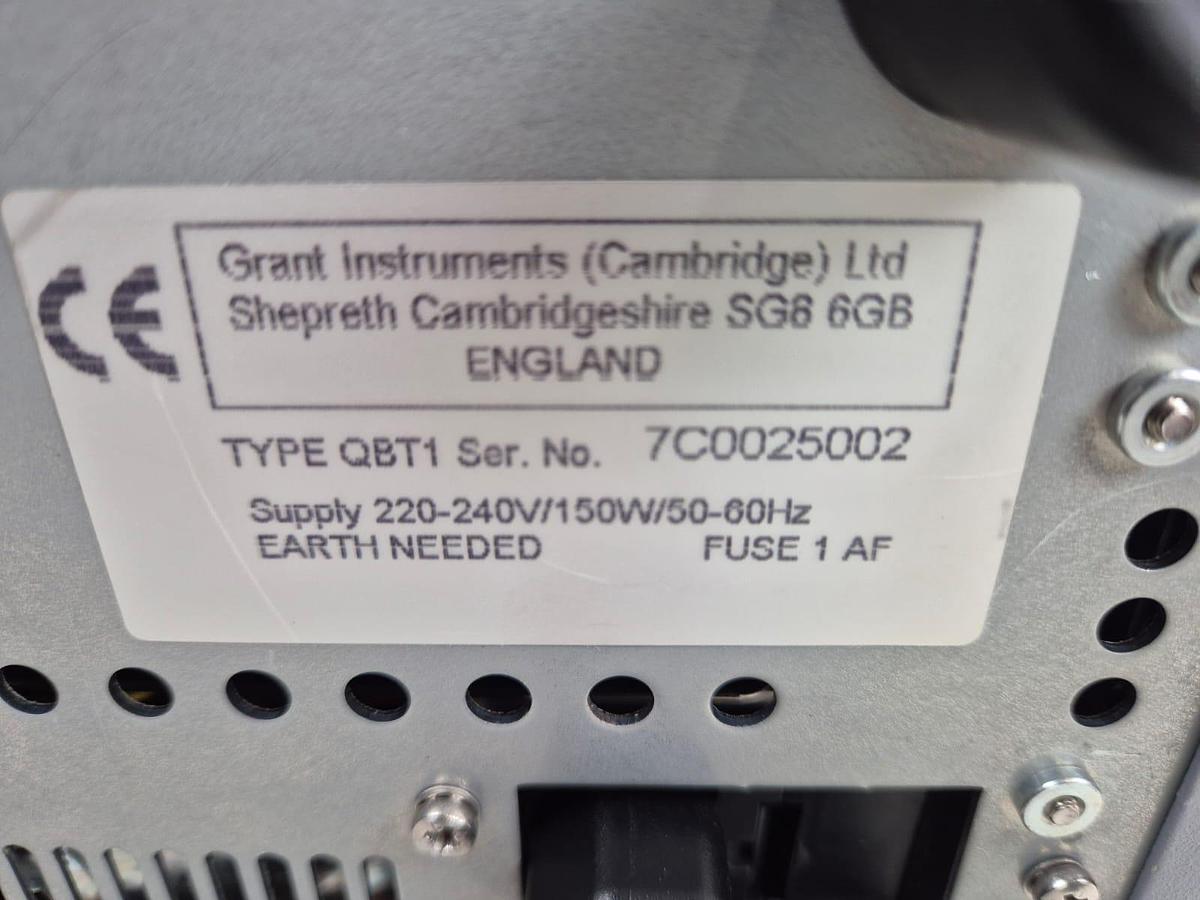 CE
Grant Instruments (Cambridge) Ltd
Shepreth Cambridgeshire SG8 6GB
ENGLAND
TYPE QBT1 Ser. No. 7C0025002
Supply 220-240V/150W/50-60Hz
EARTH NEEDED FUSE 1 AF